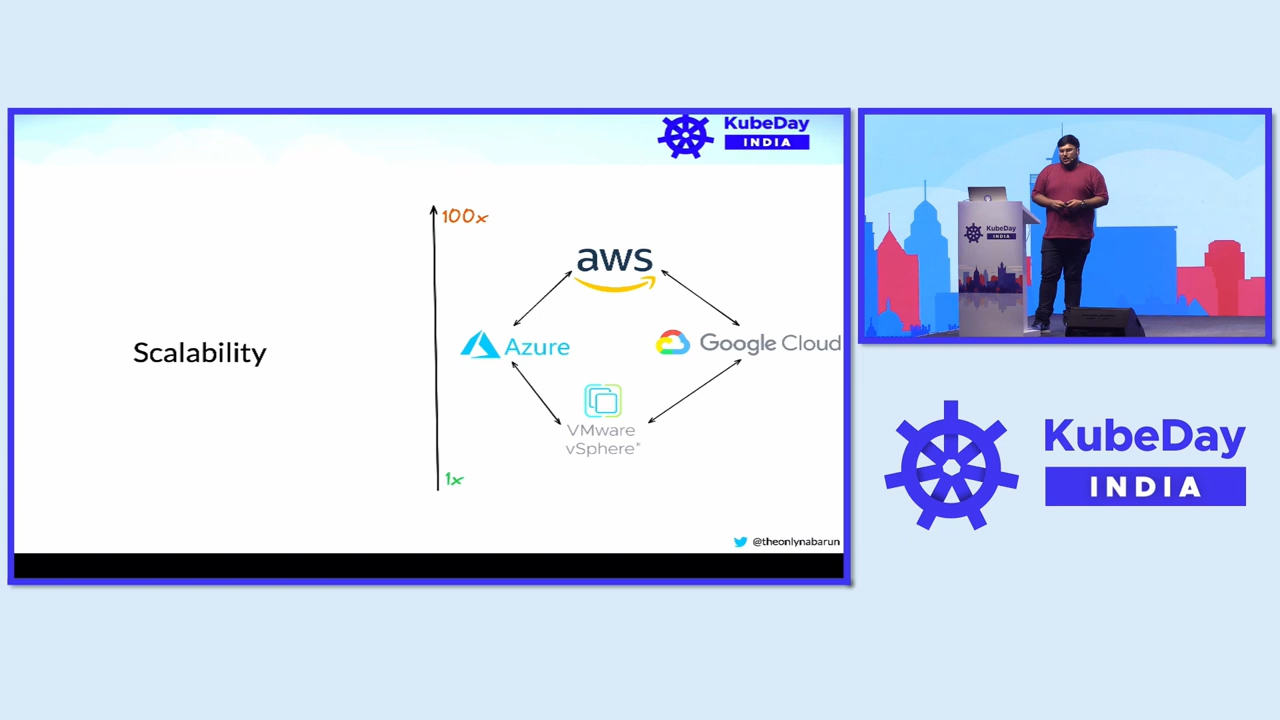 KubeDay
INDIA
100x
aws
Scalability
Azure
Google Cloud
VMware
vSphere*
1x
@theonlynabarun
KubeDay
INDIA
KubeDay
INDIA